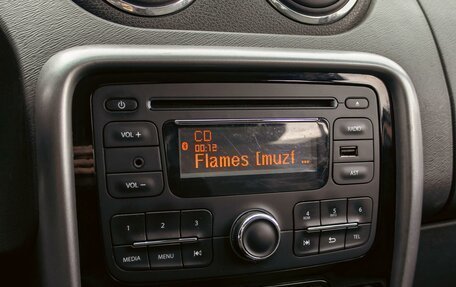 CD
VOL +
00:12
RADIO
Flames [muzf ...
VOL –
AST
1 2 3
4 5 6
MEDIA MENU
TEL